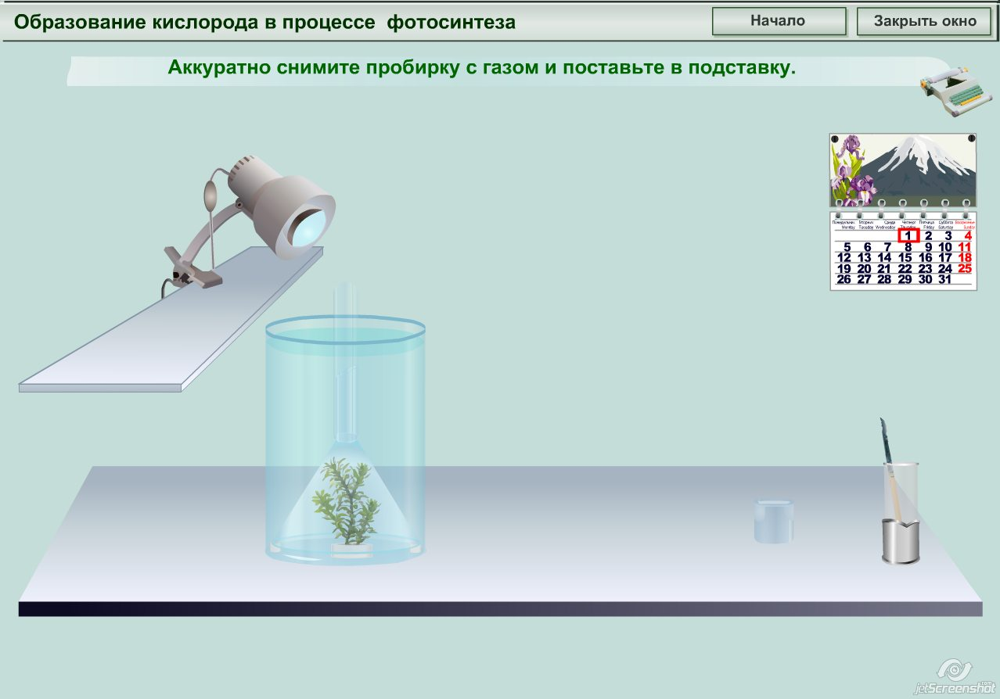 Образование кислорода в процессе фотосинтеза
Начало
Закрыть окно
Аккуратно снимите пробирку с газом и поставьте в подставку.
Понедельник Вторник Среда Четверг Пятница Суббота Воскресенье
Monday Tuesday Wednesday Thursday Friday Saturday Sunday
1 2 3 4
5 6 7 8 9 10 11
12 13 14 15 16 17 18
19 20 21 22 23 24 25
26 27 28 29 30 31
jetScreenshot.com